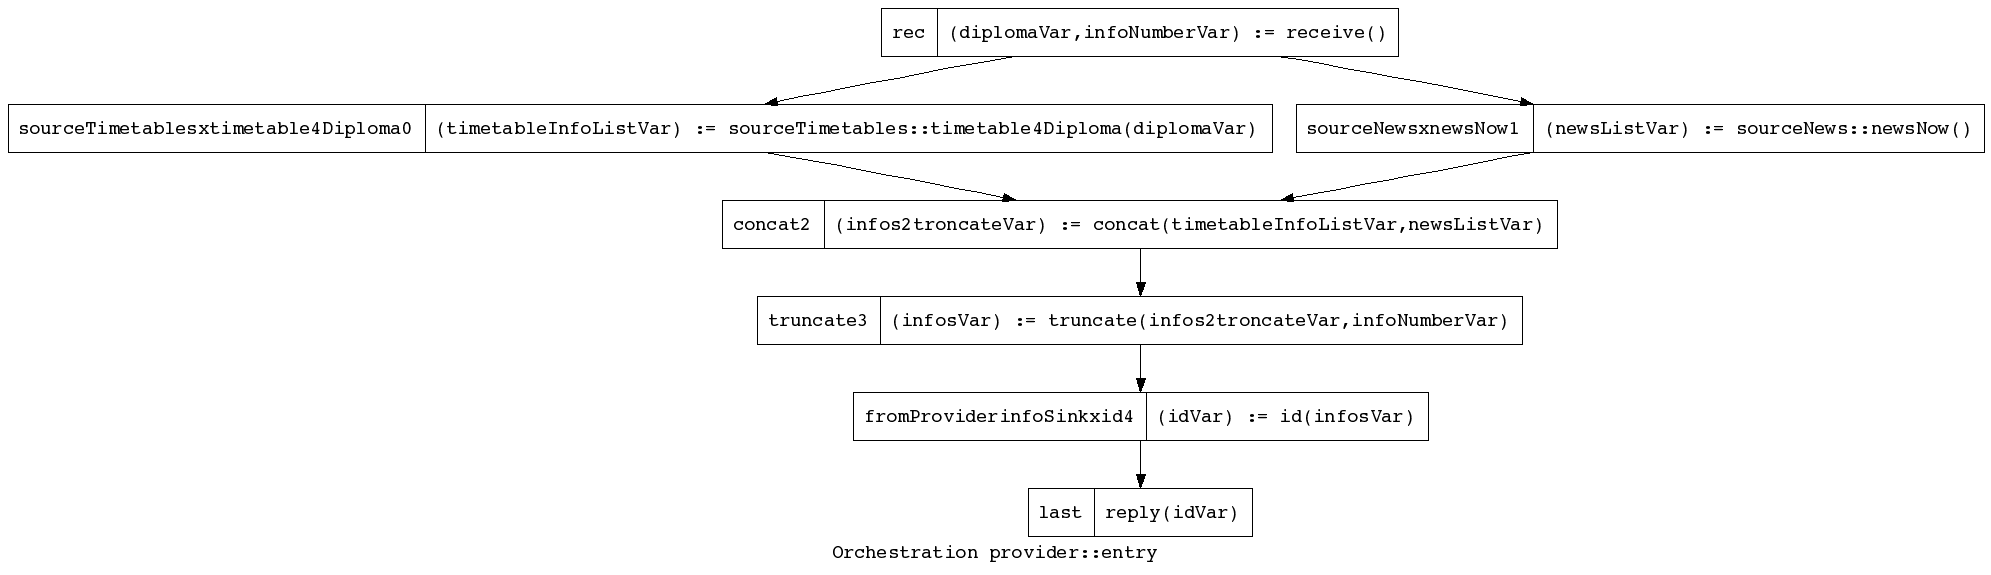 rec (diplomaVar,infoNumberVar) := receive()
sourceTimetablesxtimetable4Diploma0 (timetableInfoListVar) := sourceTimetables::timetable4Diploma(diplomaVar)
sourceNewsxnewsNow1 (newsListVar) := sourceNews::newsNow()
concat2 (infos2troncateVar) := concat(timetableInfoListVar,newsListVar)
truncate3 (infosVar) := truncate(infos2troncateVar,infoNumberVar)
fromProviderinfoSinkxid4 (idVar) := id(infosVar)
last reply(idVar)
Orchestration provider::entry